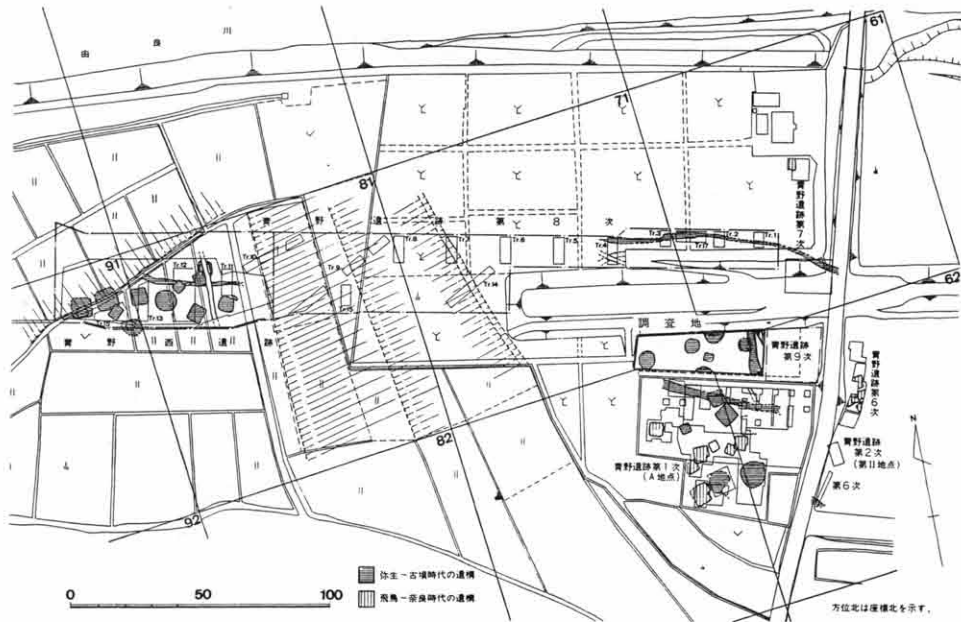 由良川
61
71
81
91
62
82
92
青野遺跡第8次
青野遺跡第7次
Tr.1
Tr.2
Tr.3
Tr.4
Tr.5
Tr.6
Tr.7
Tr.8
Tr.9
Tr.10
Tr.11
Tr.12
Tr.13
Tr.14
Tr.15
Tr.17
青野西遺跡
調査地
青野遺跡
第9次
青野遺跡第6次
青野遺跡
第2次
(第II地点)
第6次
青野遺跡第1次
(A地点)
N
0 50 100
弥生〜古墳時代の遺構
飛鳥〜奈良時代の遺構
方位北は座標北を示す。